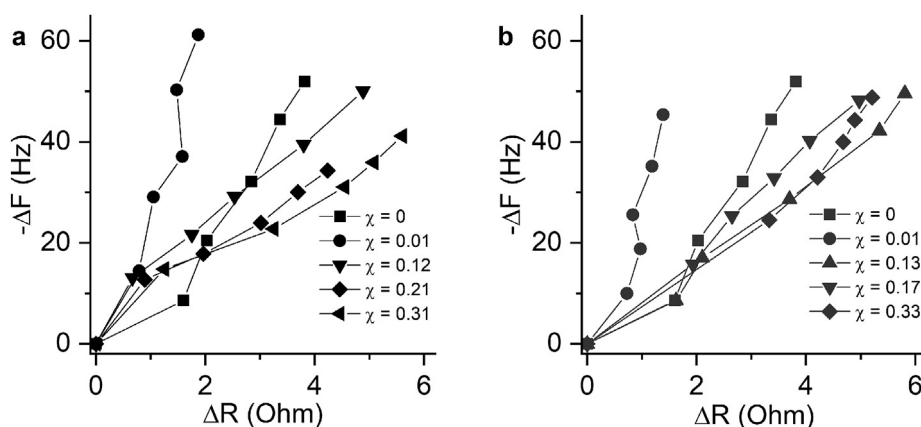 a
60
40
20
0
-ΔF (Hz)
χ = 0
χ = 0.01
χ = 0.12
χ = 0.21
χ = 0.31
0 2 4 6
ΔR (Ohm)
b
60
40
20
0
-ΔF (Hz)
χ = 0
χ = 0.01
χ = 0.13
χ = 0.17
χ = 0.33
0 2 4 6
ΔR (Ohm)